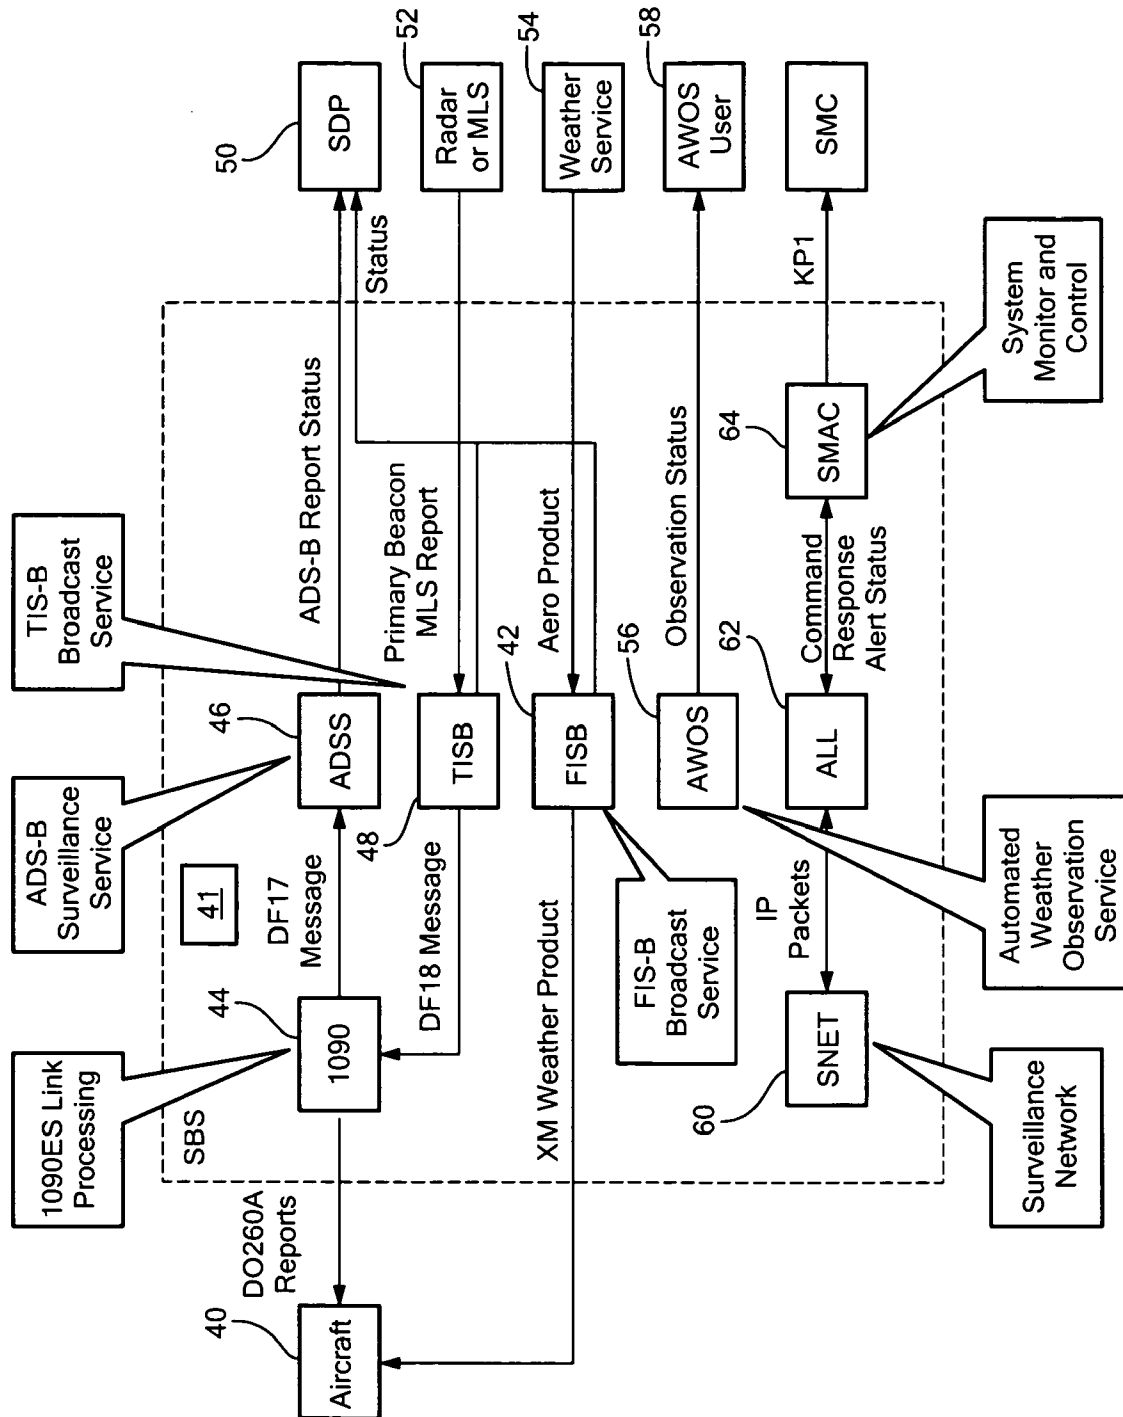 1090ES Link
Processing
ADS-B
Surveillance
Service
TIS-B
Broadcast
Service
SBS
41
40
Aircraft
DO260A
Reports
44
1090
DF17
Message
46
ADSS
ADS-B Report Status
50
SDP
Status
DF18 Message
48
TISB
Primary Beacon
MLS Report
52
Radar
or MLS
XM Weather Product
42
FISB
Aero Product
54
Weather
Service
FIS-B
Broadcast
Service
56
AWOS
Observation Status
58
AWOS
User
60
SNET
IP
Packets
62
ALL
Command
Response
Alert Status
64
SMAC
KP1
SMC
Surveillance
Network
Automated
Weather
Observation
Service
System
Monitor and
Control